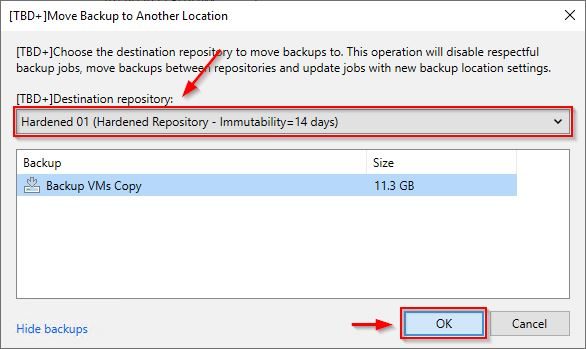 [TBD+]Move Backup to Another Location
[TBD+]Choose the destination repository to move backups to. This operation will disable respectful
backup jobs, move backups between repositories and update jobs with new backup location settings.
[TBD+]Destination repository:
Hardened 01 (Hardened Repository - Immutability=14 days)
Backup Size
Backup VMs Copy 11.3 GB
Hide backups OK Cancel